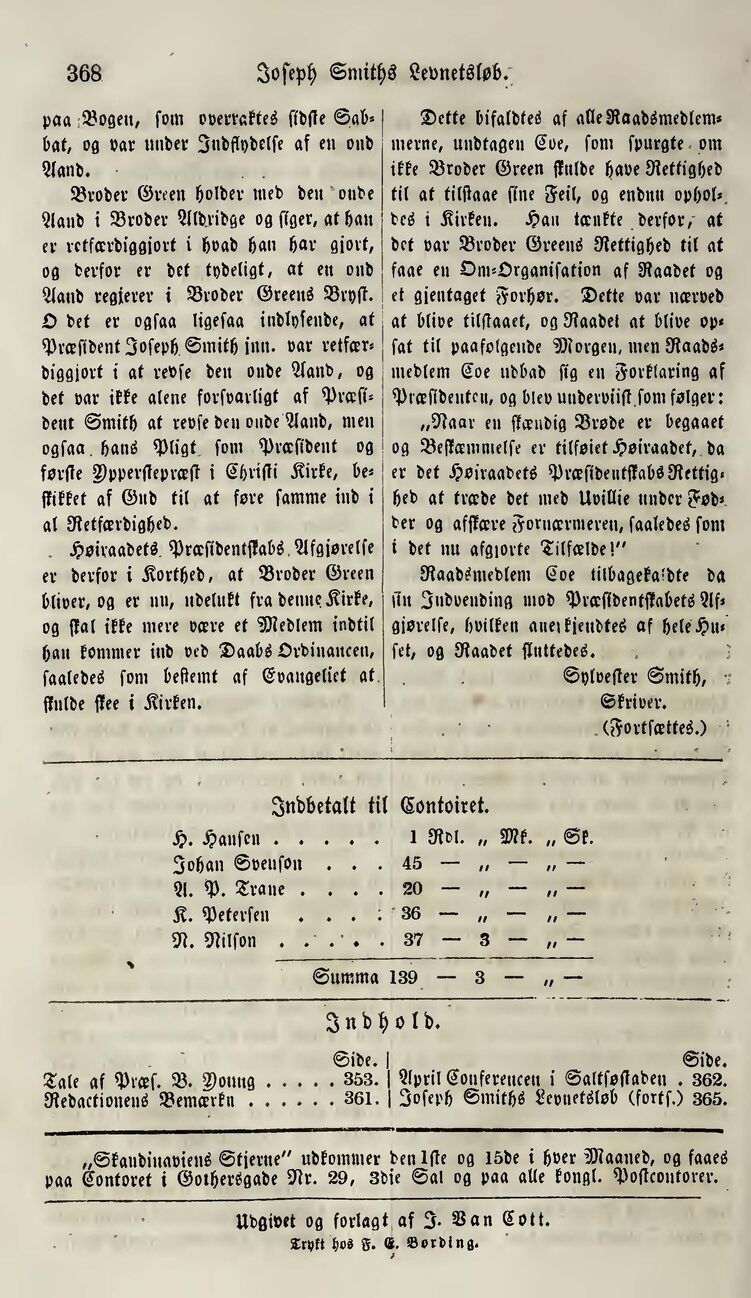 368
Joseph Smiths Levnetsløb.
paa Bogen, som overraktes sidste Sab-
bat, og var under Indflydelse af en ond
Aand.
Broder Green holder med den onde
Aand i Broder Aldridge og siger, at han
er retfærdiggjort i hvad han har gjort,
og derfor er det tydeligt, at en ond
Aand regjerer i Broder Greens Bryst.
O det er ogsaa ligesaa indlysende, at
Præsident Joseph Smith jun. var retfær-
diggjort i at revse den onde Aand, og
det var ikke alene forsvarligt af Præsi-
dent Smith at revse den onde Aand, men
ogsaa hans Pligt som Præsident og
første Ypperstepræst i Christi Kirke, be-
skikket af Gud til at føre samme ind i
al Retfærdighed.
Høiraadets Præsidentskabs Afgjørelse
er derfor i Korthed, at Broder Green
bliver, og er nu, udelukt fra denne Kirke,
og skal ikke mere være et Medlem indtil
han kommer ind ved Daabs Ordinancen,
saaledes som bestemt af Evangeliet at
skulde skee i Kirken.
Dette bifaldtes af alle Raadsmedlem-
merne, undtagen Coe, som spurgte om
ikke Broder Green skulde have Rettighed
til at tilstaae sine Feil, og endnu ophol-
des i Kirken. Han tænkte derfor, at
det var Broder Greens Rettighed til at
faae en Om-Organisation af Raadet og
et gjentaget Forhør. Dette var nærved
at blive tilstaaet, og Raadet at blive op-
sat til paafølgende Morgen, men Raads-
medlem Coe udbad sig en Forklaring af
Præsidenten, og blev underviist som følger:
„Naar en skændig Brøde er begaaet
og Beskæmmelse er tilføiet Høiraadet, da
er det Høiraadets Præsidentskabs Rettig-
hed at træde det med Uvillie under Fød-
der og affkære Fornærmeren, saaledes som
i det nu afgjorte Tilfælde!“
Raadsmedlem Coe tilbagekaldte da
sin Indvending mod Præsidentskabets Af-
gjørelse, hvilken anerkjendtes af hele Hu-
set, og Raadet sluttedes.
Sylvester Smith,
Skriver.
(Fortsættes.)
Indbetalt til Contoiret.
H. Hansen . . . . . 1 Rdl. „ Mk. „ Sk.
Johan Svenson . . . 45 — „ — „ —
A. P. Trane . . . . 20 — „ — „ —
K. Petersen . . . . 36 — „ — „ —
N. Nilson . . . . . 37 — 3 — „ —
Summa 139 — 3 — „ —
Indhold.
Side.
Tale af Præs. B. Young . . . . . 353.
Redactionens Bemærkn . . . . . . 361.
Side.
April Conferencen i Saltsøstaden . 362.
Joseph Smiths Levnetsløb (fortf.) 365.
„Skandinaviens Stjerne“ udkommer den 1ste og 15de i hver Maaned, og faaes
paa Contoret i Gothersgade Nr. 29, 3die Sal og paa alle kongl. Postcontorer.
Udgivet og forlagt af J. Van Cott.
Trykt hos F. E. Bording.